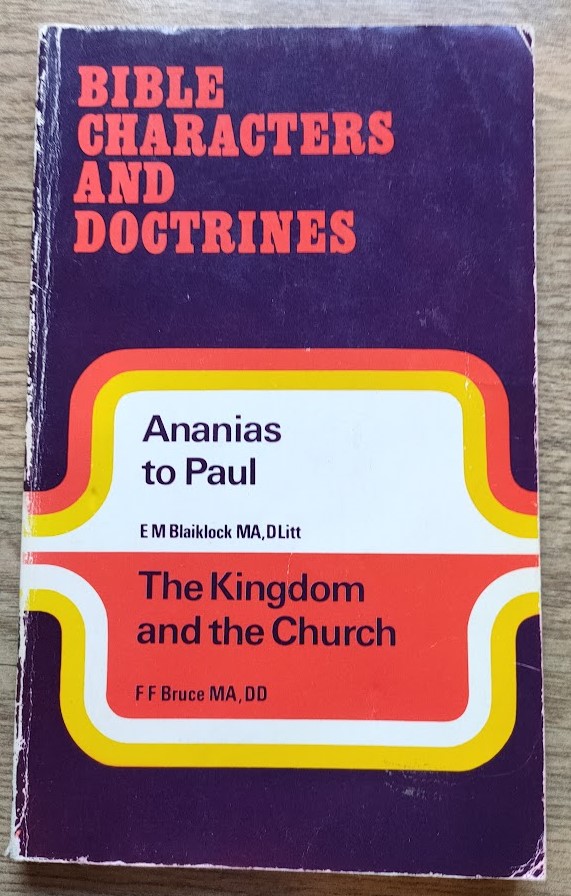 BIBLE
CHARACTERS
AND
DOCTRINES
Ananias
to Paul
E M Blaiklock MA, DLitt
The Kingdom
and the Church
F F Bruce MA, DD